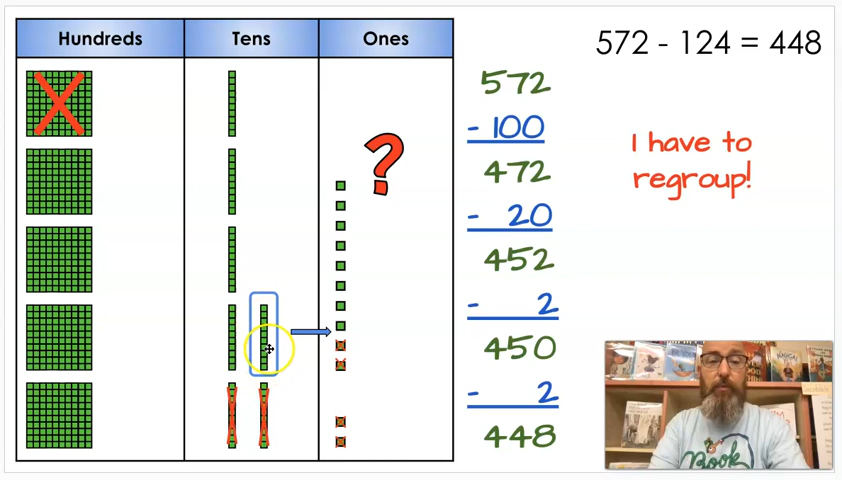 Hundreds Tens Ones
?
572 - 124 = 448
572
- 100
472
- 20
452
- 2
450
- 2
448
I have to
regroup!
Book